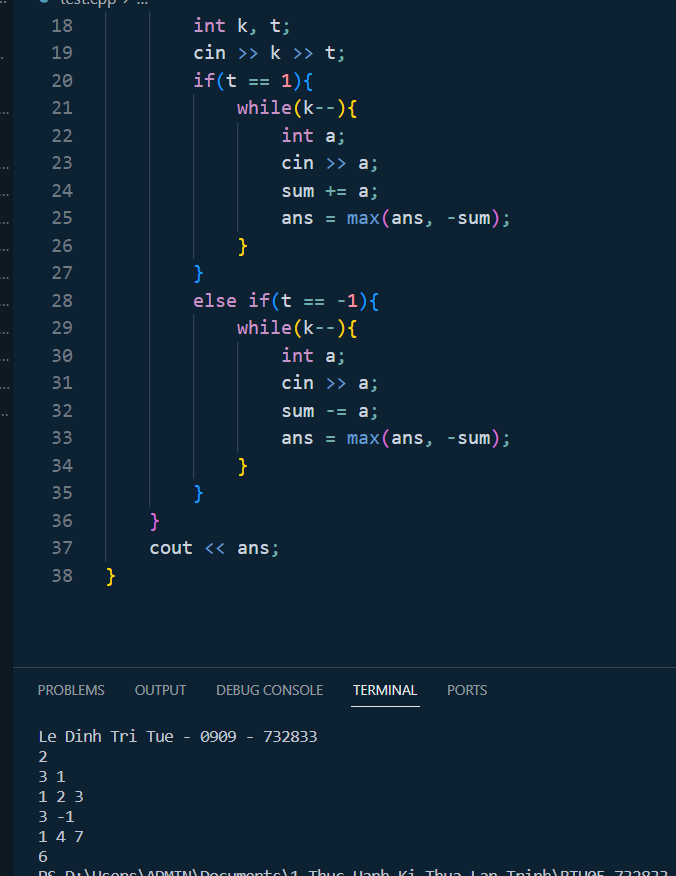 test.cpp > ...
18 int k, t;
19 cin >> k >> t;
20 if(t == 1){
21 while(k--){
22 int a;
23 cin >> a;
24 sum += a;
25 ans = max(ans, -sum);
26 }
27 }
28 else if(t == -1){
29 while(k--){
30 int a;
31 cin >> a;
32 sum -= a;
33 ans = max(ans, -sum);
34 }
35 }
36 }
37 cout << ans;
38 }
PROBLEMS OUTPUT DEBUG CONSOLE TERMINAL PORTS
Le Dinh Tri Tue - 0909 - 732833
2
3 1
1 2 3
3 -1
1 4 7
6
PS D:\Users\ADMIN\Documents\1 Thuc Hanh Ki Thua Lap Trinh\BTH05 732833